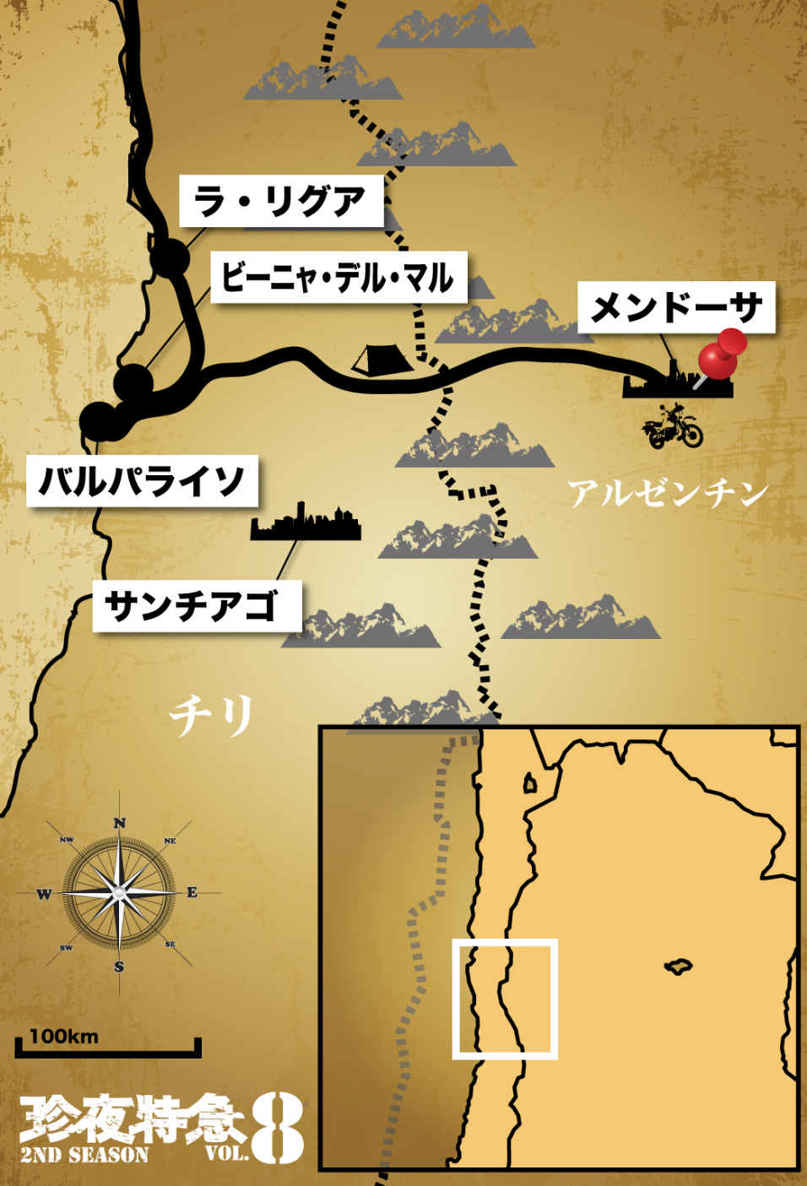 ラ・リグア
ビーニャ・デル・マル
メンドーサ
バルパライソ
アルゼンチン
サンチアゴ
チリ
N
NW
NE
W
E
SW
SE
S
100km
珍夜特急
2ND SEASON
VOL.8